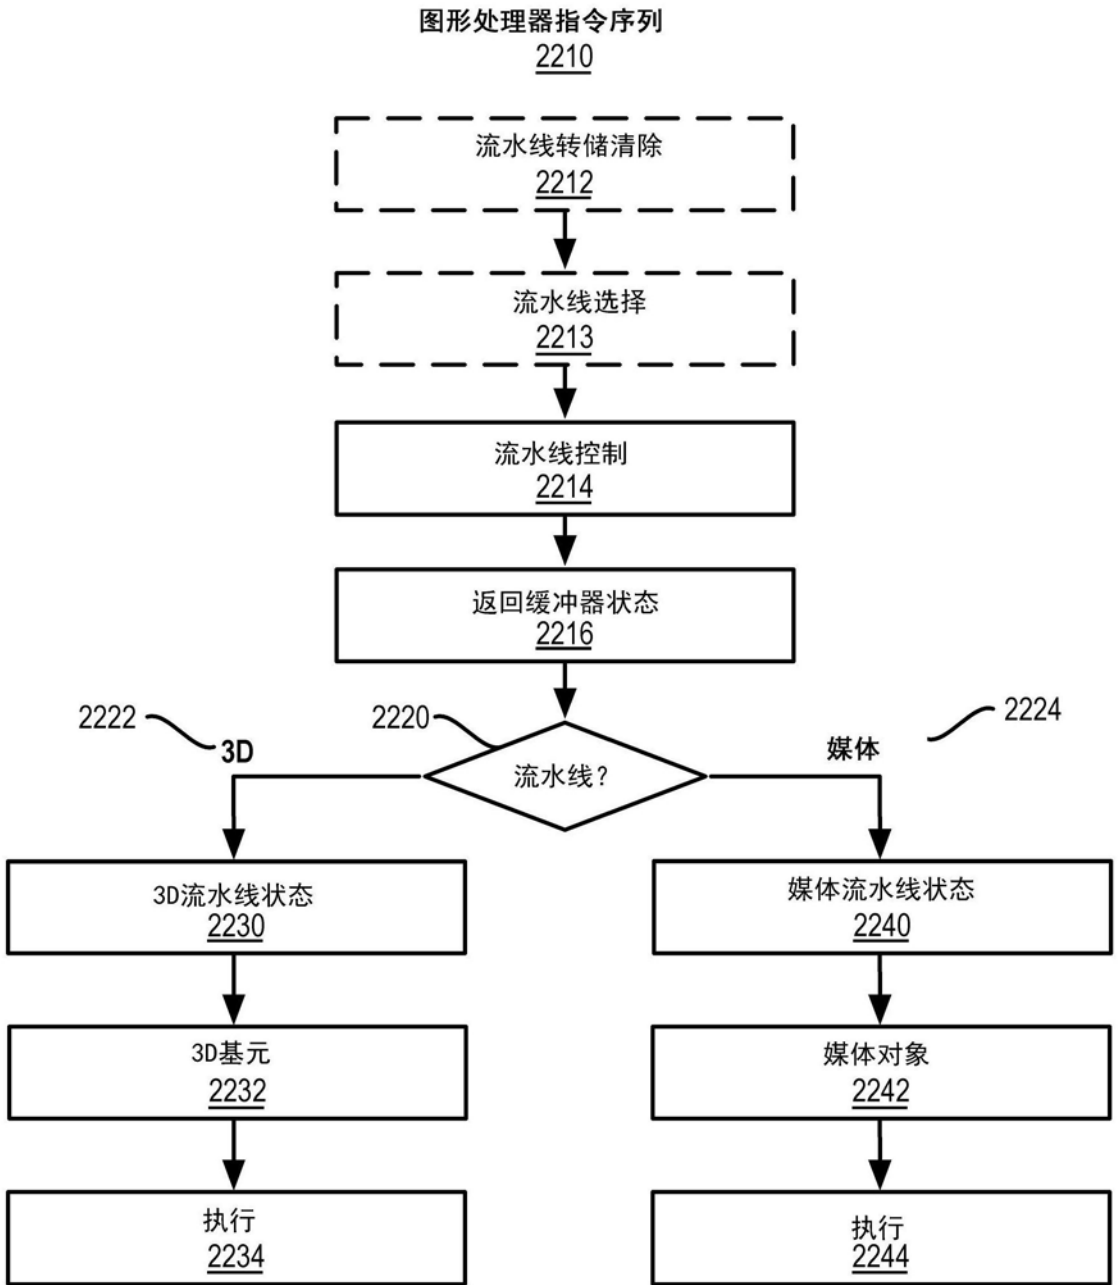 图形处理器指令序列
2210
流水线转储清除
2212
流水线选择
2213
流水线控制
2214
返回缓冲器状态
2216
2222
2220
2224
3D
媒体
流水线?
3D流水线状态
2230
媒体流水线状态
2240
3D基元
2232
媒体对象
2242
执行
2234
执行
2244